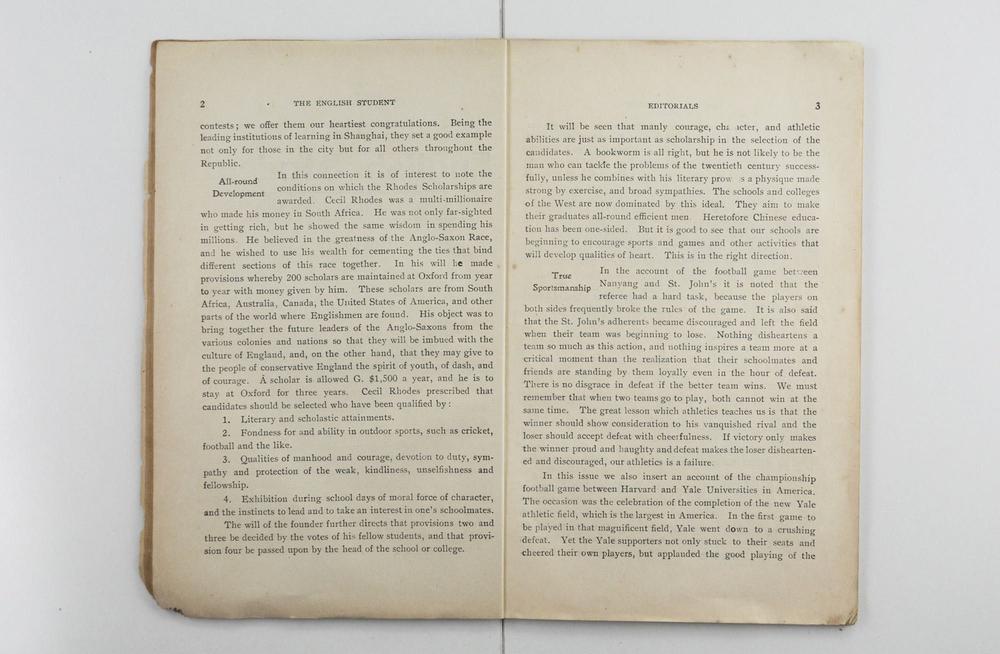 2 THE ENGLISH STUDENT
contests; we offer them our heartiest congratulations. Being the
leading institutions of learning in Shanghai, they set a good example
not only for those in the city but for all others throughout the
Republic.
All-round
Development
In this connection it is of interest to note the
conditions on which the Rhodes Scholarships are
awarded. Cecil Rhodes was a multi-millionaire
who made his money in South Africa. He was not only far-sighted
in getting rich, but he showed the same wisdom in spending his
millions. He believed in the greatness of the Anglo-Saxon Race,
and he wished to use his wealth for cementing the ties that bind
different sections of this race together. In his will he made
provisions whereby 200 scholars are maintained at Oxford from year
to year with money given by him. These scholars are from South
Africa, Australia, Canada, the United States of America, and other
parts of the world where Englishmen are found. His object was to
bring together the future leaders of the Anglo-Saxons from the
various colonies and nations so that they will be imbued with the
culture of England, and, on the other hand, that they may give to
the people of conservative England the spirit of youth, of dash, and
of courage. A scholar is allowed G. $1,500 a year, and he is to
stay at Oxford for three years. Cecil Rhodes prescribed that
candidates should be selected who have been qualified by:
1. Literary and scholastic attainments.
2. Fondness for and ability in outdoor sports, such as cricket,
football and the like.
3. Qualities of manhood and courage, devotion to duty, sym-
pathy and protection of the weak, kindliness, unselfishness and
fellowship.
4. Exhibition during school days of moral force of character,
and the instincts to lead and to take an interest in one's schoolmates.
The will of the founder further directs that provisions two and
three be decided by the votes of his fellow students, and that provi-
sion four be passed upon by the head of the school or college.
EDITORIALS 3
It will be seen that manly courage, character, and athletic
abilities are just as important as scholarship in the selection of the
candidates. A bookworm is all right, but he is not likely to be the
man who can tackle the problems of the twentieth century success-
fully, unless he combines with his literary prowess a physique made
strong by exercise, and broad sympathies. The schools and colleges
of the West are now dominated by this ideal. They aim to make
their graduates all-round efficient men. Heretofore Chinese educa-
tion has been one-sided. But it is good to see that our schools are
beginning to encourage sports and games and other activities that
will develop qualities of heart. This is in the right direction.
True
Sportsmanship
In the account of the football game between
Nanyang and St. John's it is noted that the
referee had a hard task, because the players on
both sides frequently broke the rules of the game. It is also said
that the St. John's adherents became discouraged and left the field
when their team was beginning to lose. Nothing disheartens a
team so much as this action, and nothing inspires a team more at a
critical moment than the realization that their schoolmates and
friends are standing by them loyally even in the hour of defeat.
There is no disgrace in defeat if the better team wins. We must
remember that when two teams go to play, both cannot win at the
same time. The great lesson which athletics teaches us is that the
winner should show consideration to his vanquished rival and the
loser should accept defeat with cheerfulness. If victory only makes
the winner proud and haughty and defeat makes the loser dishearten-
ed and discouraged, our athletics is a failure.
In this issue we also insert an account of the championship
football game between Harvard and Yale Universities in America.
The occasion was the celebration of the completion of the new Yale
athletic field, which is the largest in America. In the first game to
be played in that magnificent field, Yale went down to a crushing
defeat. Yet the Yale supporters not only stuck to their seats and
cheered their own players, but applauded the good playing of the